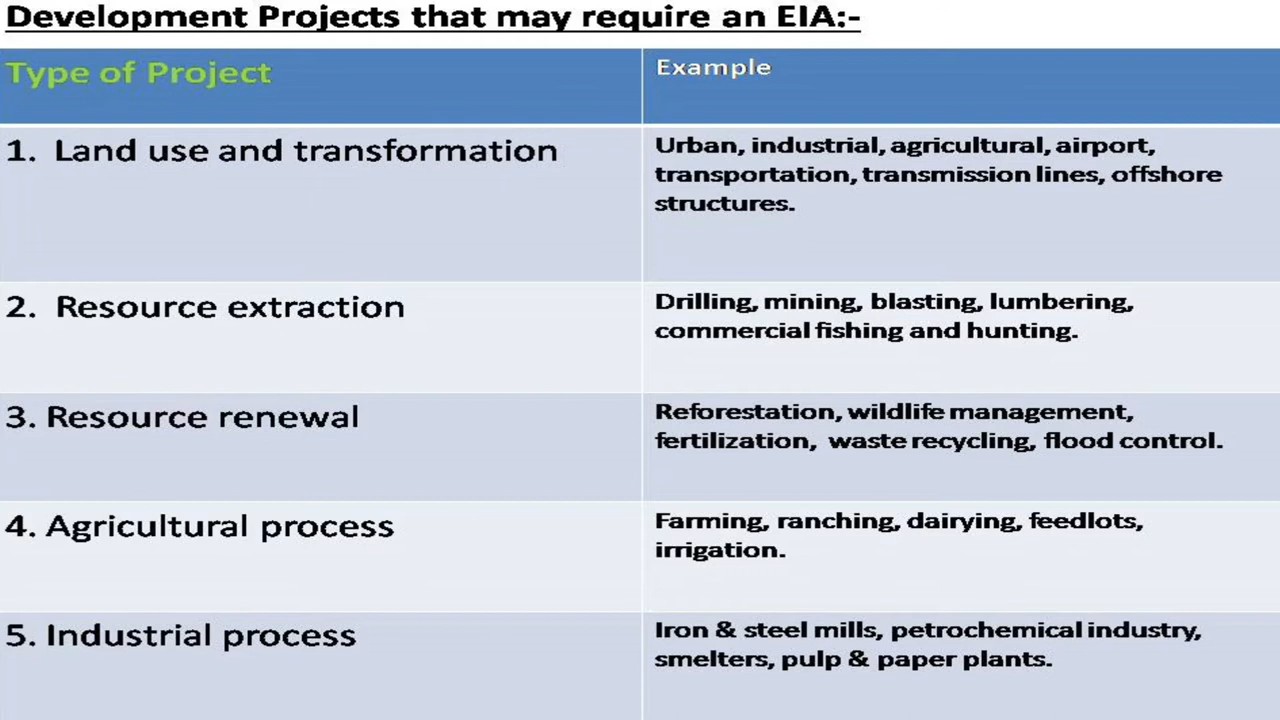 Development Projects that may require an EIA:-
Type of Project
Example
1. Land use and transformation
Urban, industrial, agricultural, airport,
transportation, transmission lines, offshore
structures.
2. Resource extraction
Drilling, mining, blasting, lumbering,
commercial fishing and hunting.
3. Resource renewal
Reforestation, wildlife management,
fertilization, waste recycling, flood control.
4. Agricultural process
Farming, ranching, dairying, feedlots,
irrigation.
5. Industrial process
Iron & steel mills, petrochemical industry,
smelters, pulp & paper plants.